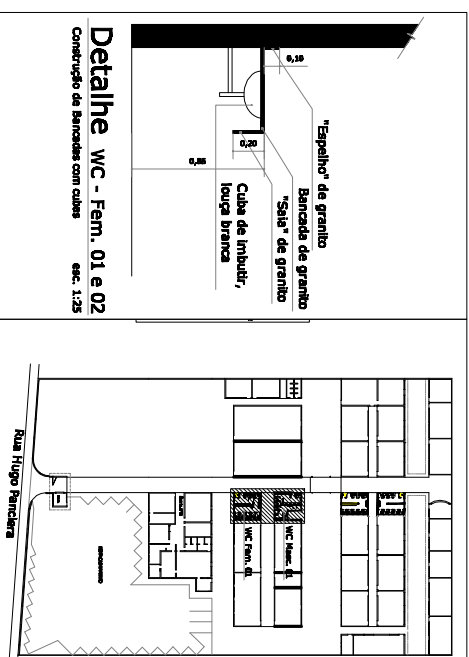 "Espelho" de granito
Bancada de granito
"Saia" de granito
Cuba de imbutir,
louça branca
0,10
0,20
0,85
Detalhe WC - Fem. 01 e 02
Construção de Bancadas com cubas esc. 1:25
WC Masc. 01
WC Fem. 01
Rua Hugo Panciera